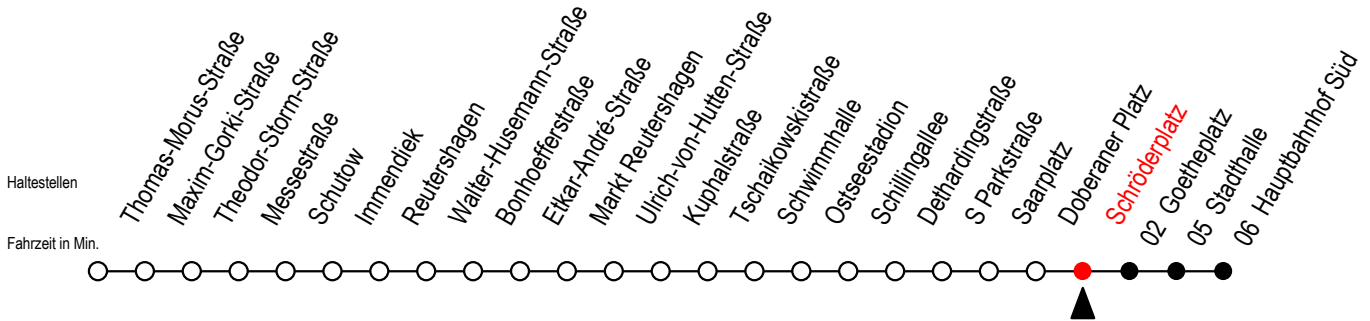 Haltestellen
Fahrzeit in Min.
Thomas-Morus-Straße
Maxim-Gorki-Straße
Theodor-Storm-Straße
Messestraße
Schutow
Immendiek
Reutershagen
Walter-Husemann-Straße
Bonhoefferstraße
Etkar-André-Straße
Markt Reutershagen
Ulrich-von-Hutten-Straße
Kuphalstraße
Tschaikowskistraße
Schwimmhalle
Ostseestadion
Schillingallee
Dethardingstraße
S Parkstraße
Saarplatz
Doberaner Platz
Schröderplatz
02 Goetheplatz
05 Stadthalle
06 Hauptbahnhof Süd